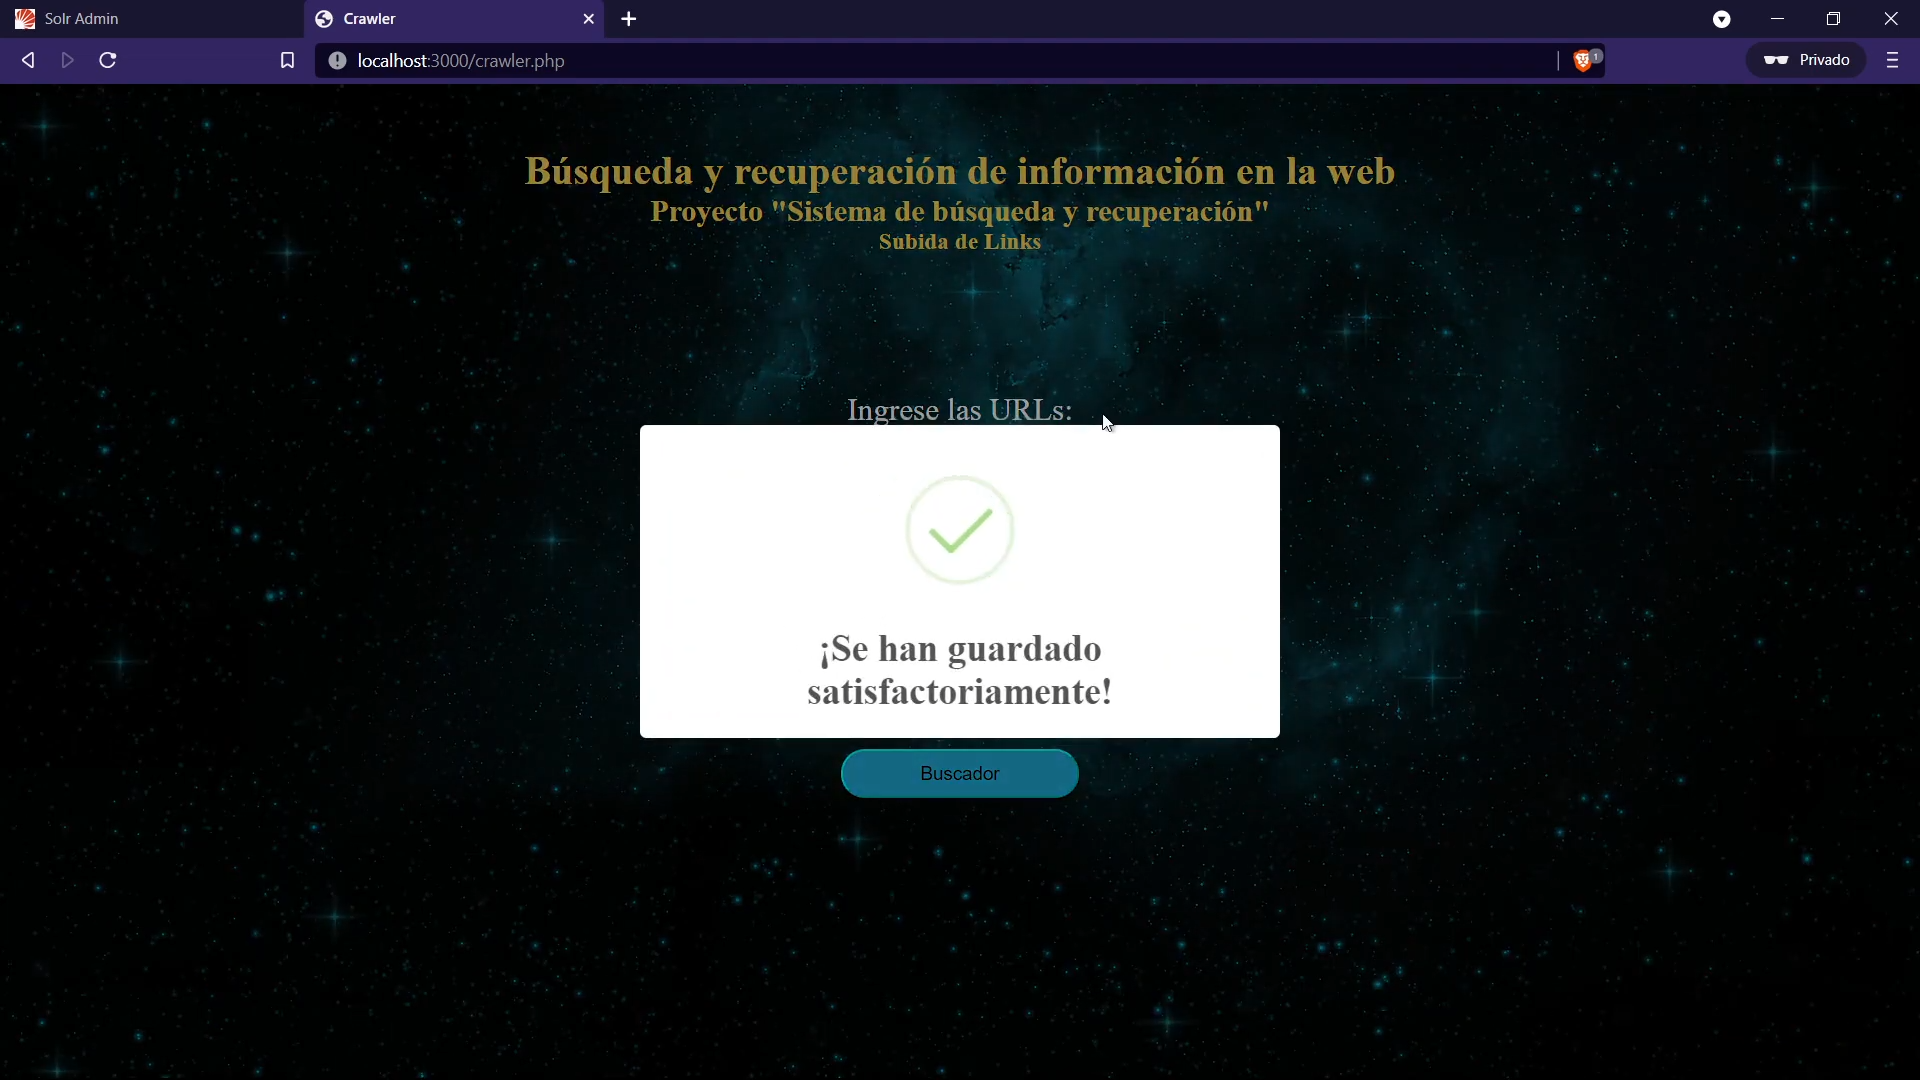 Solr Admin
Crawler
localhost:3000/crawler.php
1
Privado
Búsqueda y recuperación de información en la web
Proyecto "Sistema de búsqueda y recuperación"
Subida de Links
Ingrese las URLs:
¡Se han guardado
satisfactoriamente!
Buscador